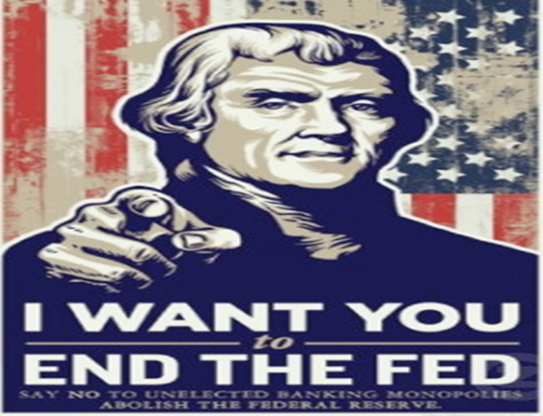 I WANT YOU
to
END THE FED
SAY NO TO UNELECTED BANKING MONOPOLIES
ABOLISH THE FEDERAL RESERVE.